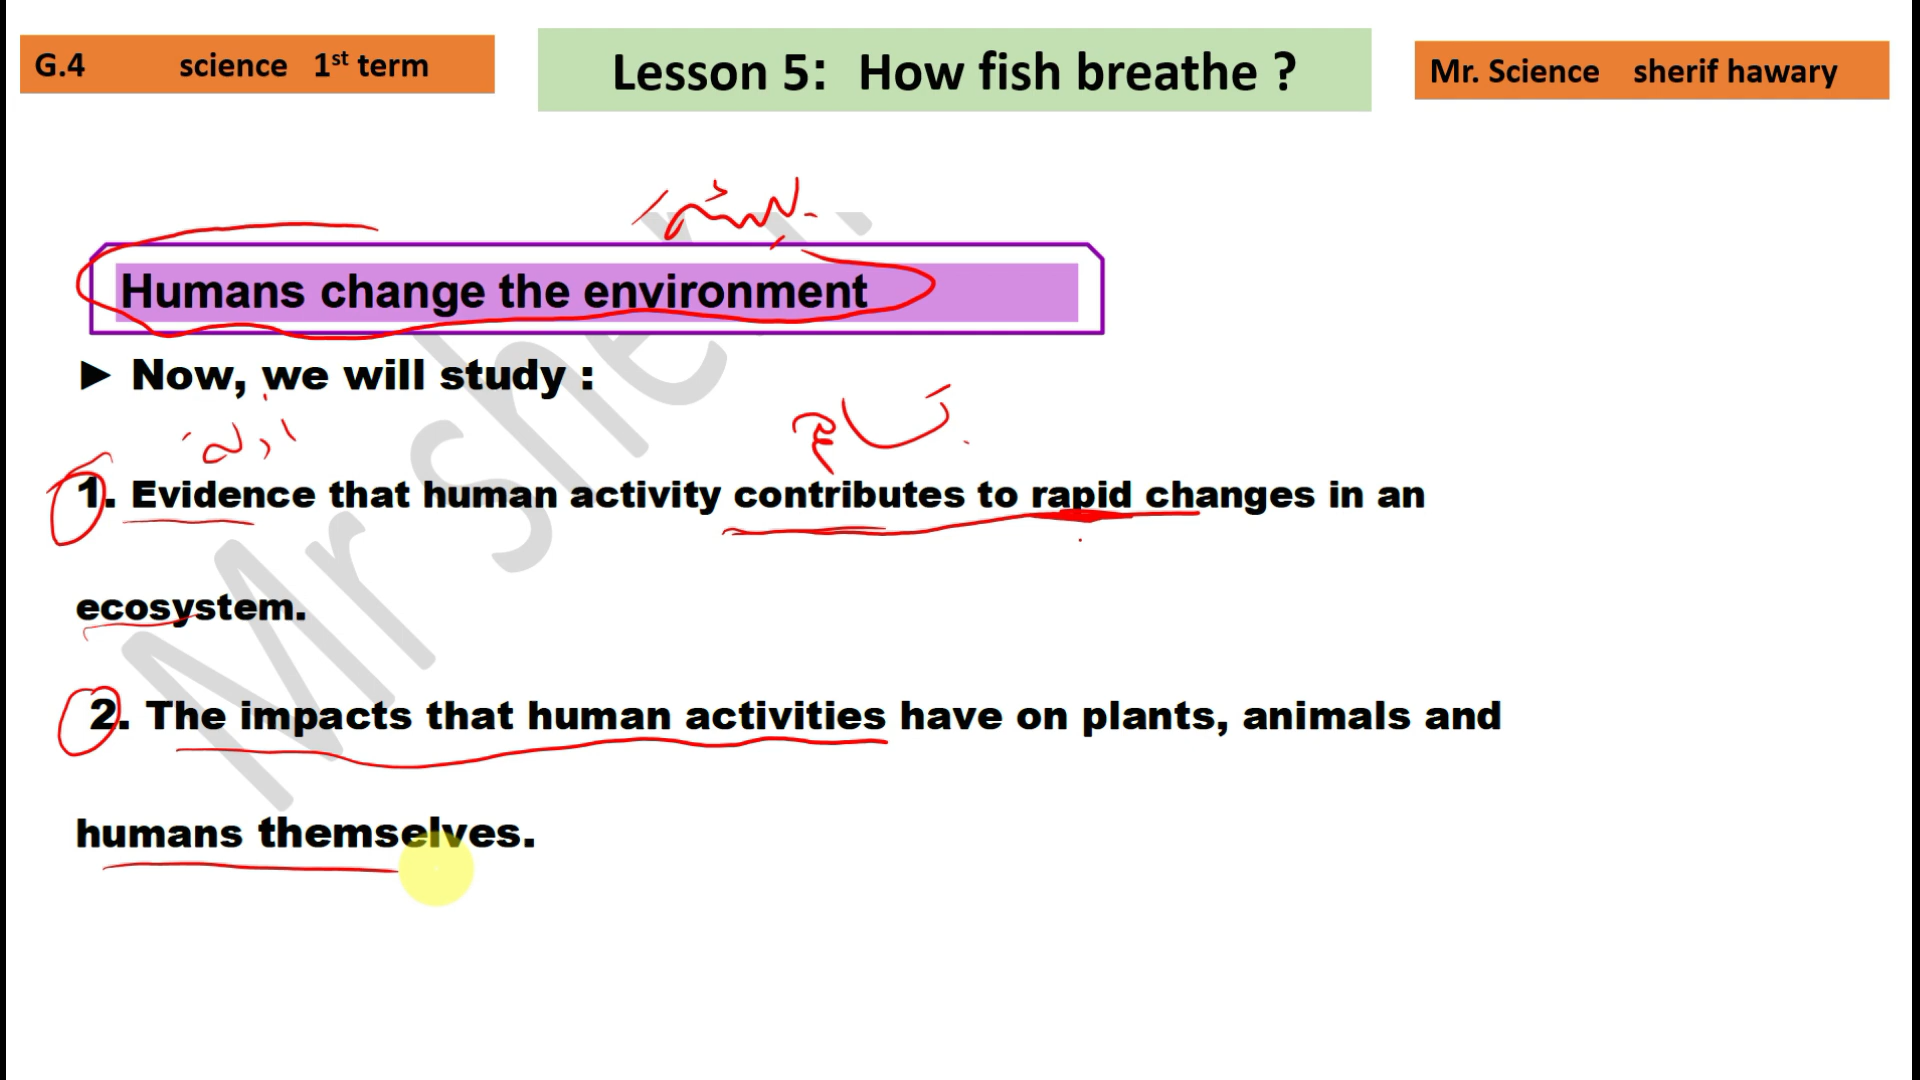 G.4 science 1st term
Lesson 5: How fish breathe ?
Mr. Science sherif hawary
Humans change the environment
► Now, we will study :
1. Evidence that human activity contributes to rapid changes in an
ecosystem.
2. The impacts that human activities have on plants, animals and
humans themselves.
Mr sheri